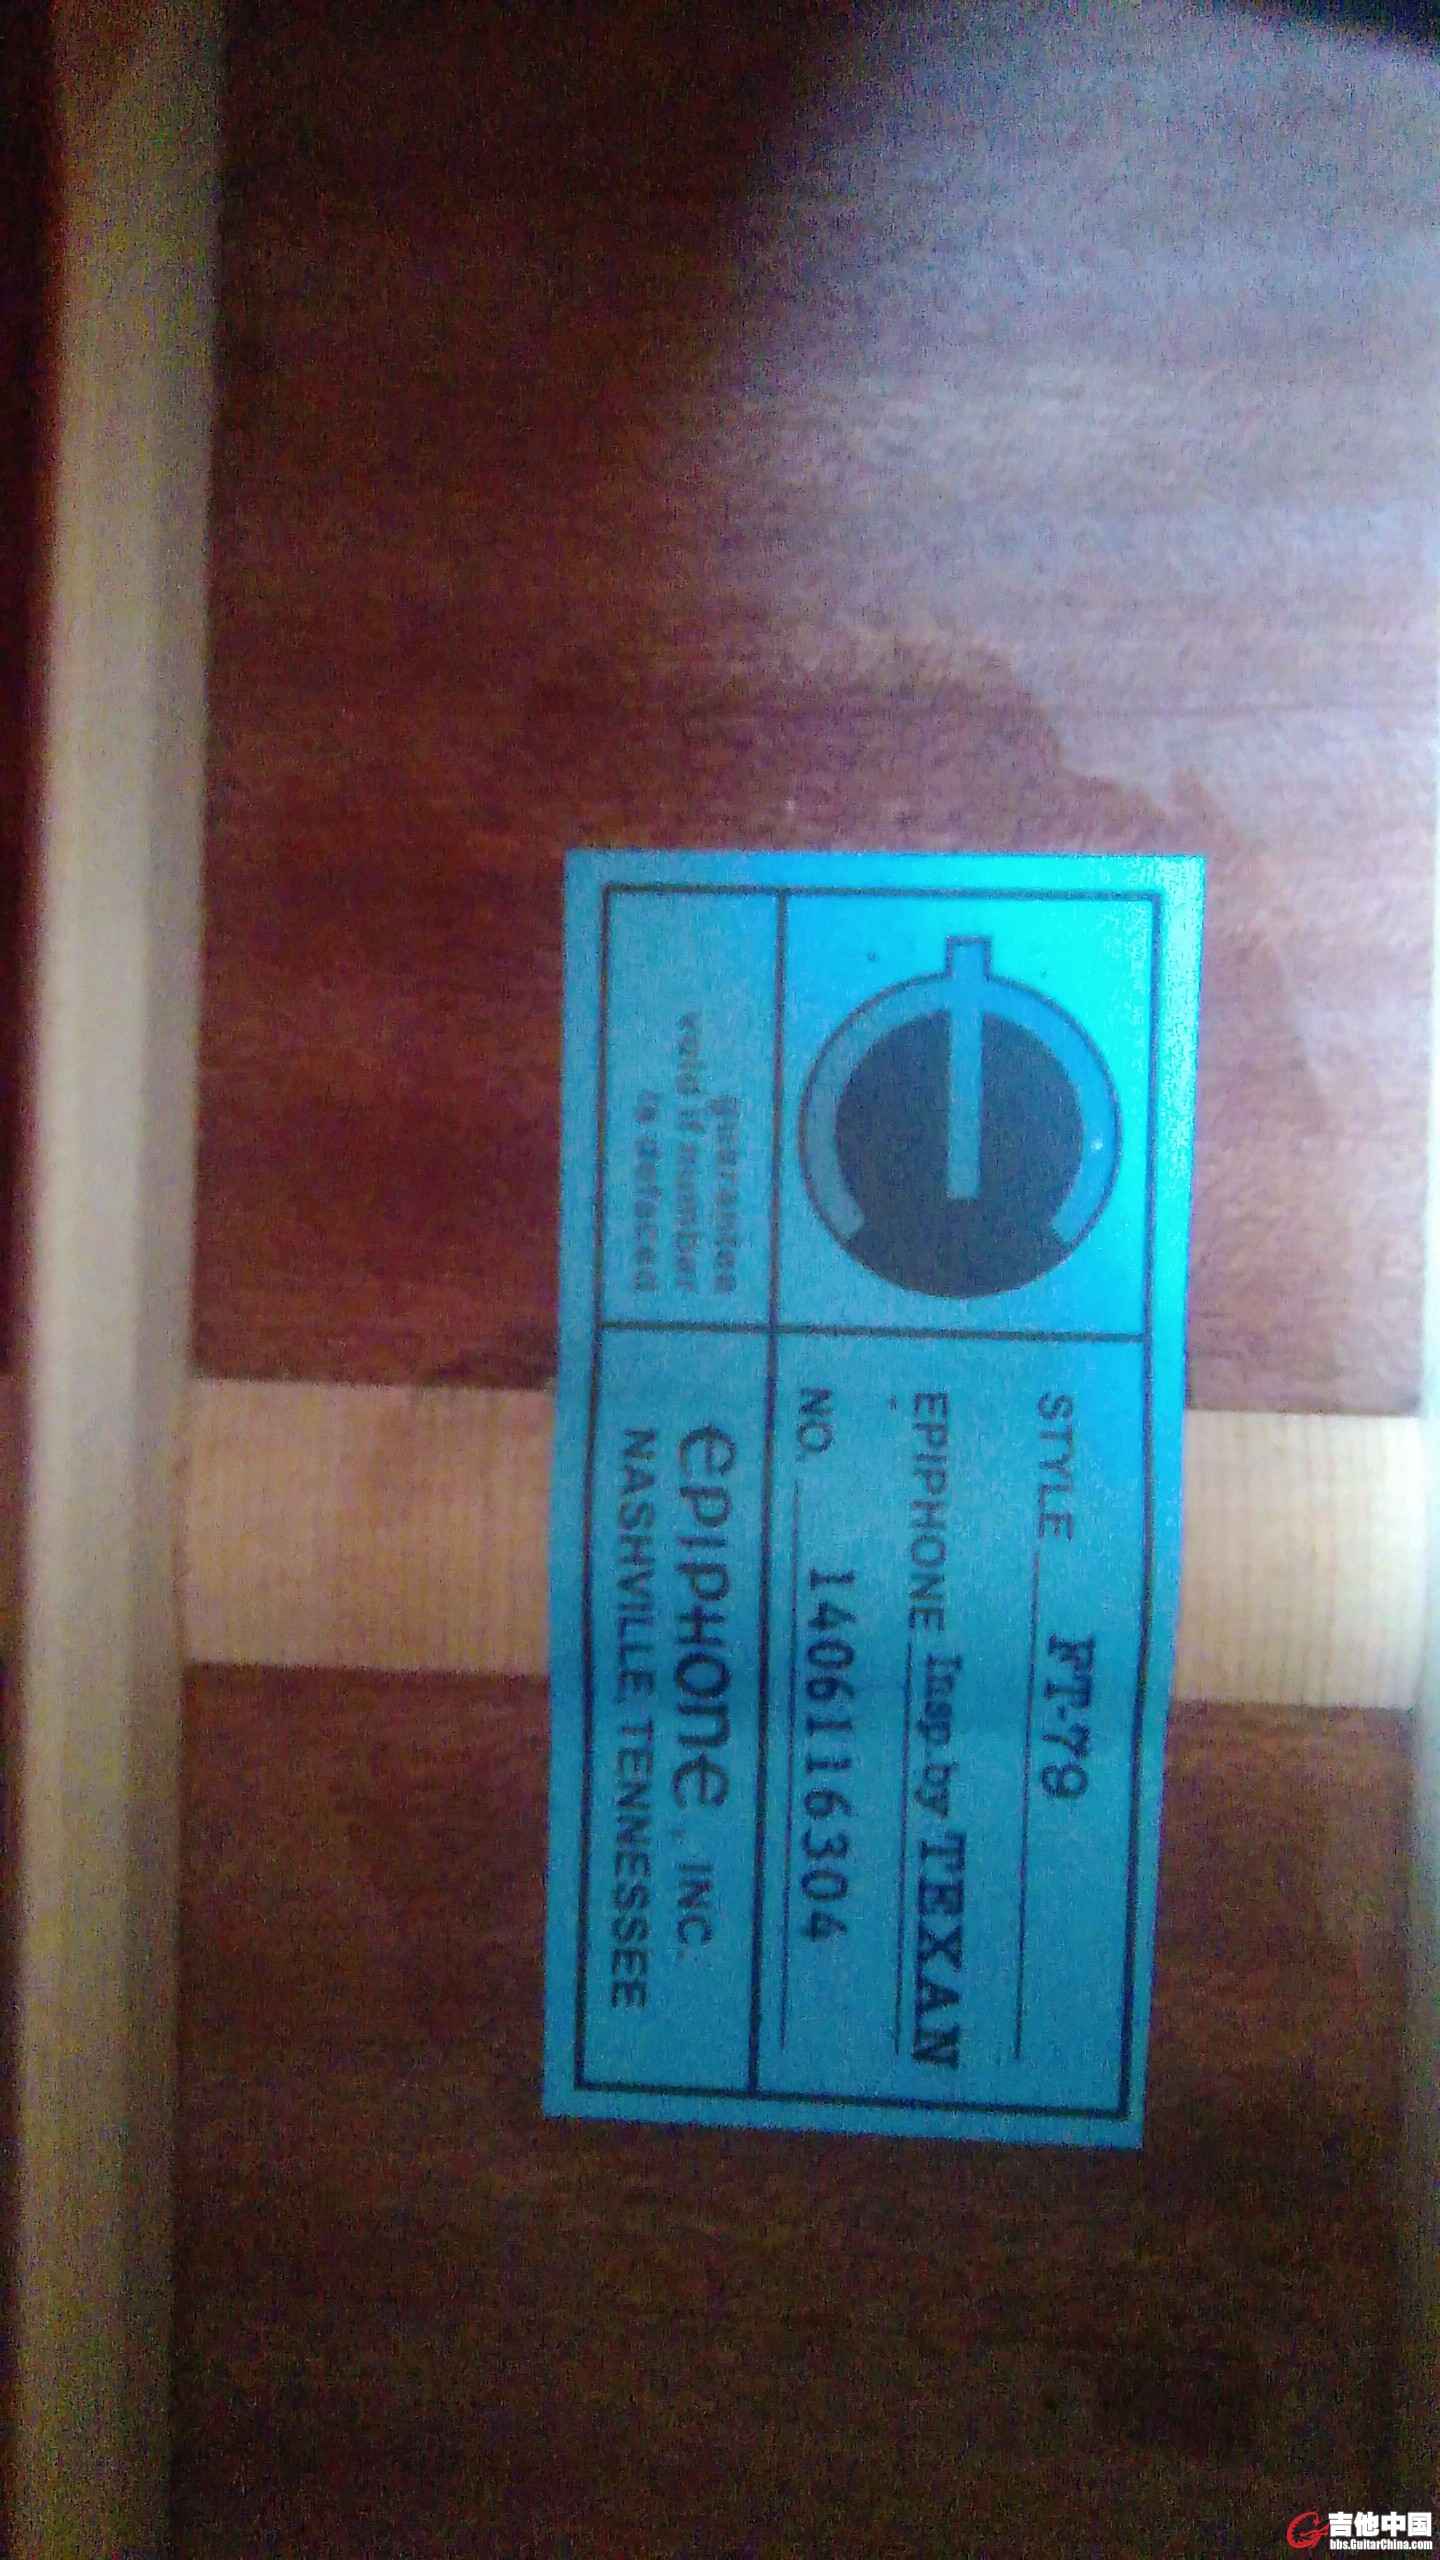 STYLE FT-79
EPIPHONE Insp. by TEXAN
NO. 14061116304
guarantee
void if number
is defaced
EPIPHONE, INC.
NASHVILLE, TENNESSEE
吉他中国
bbs.GuitarChina.com